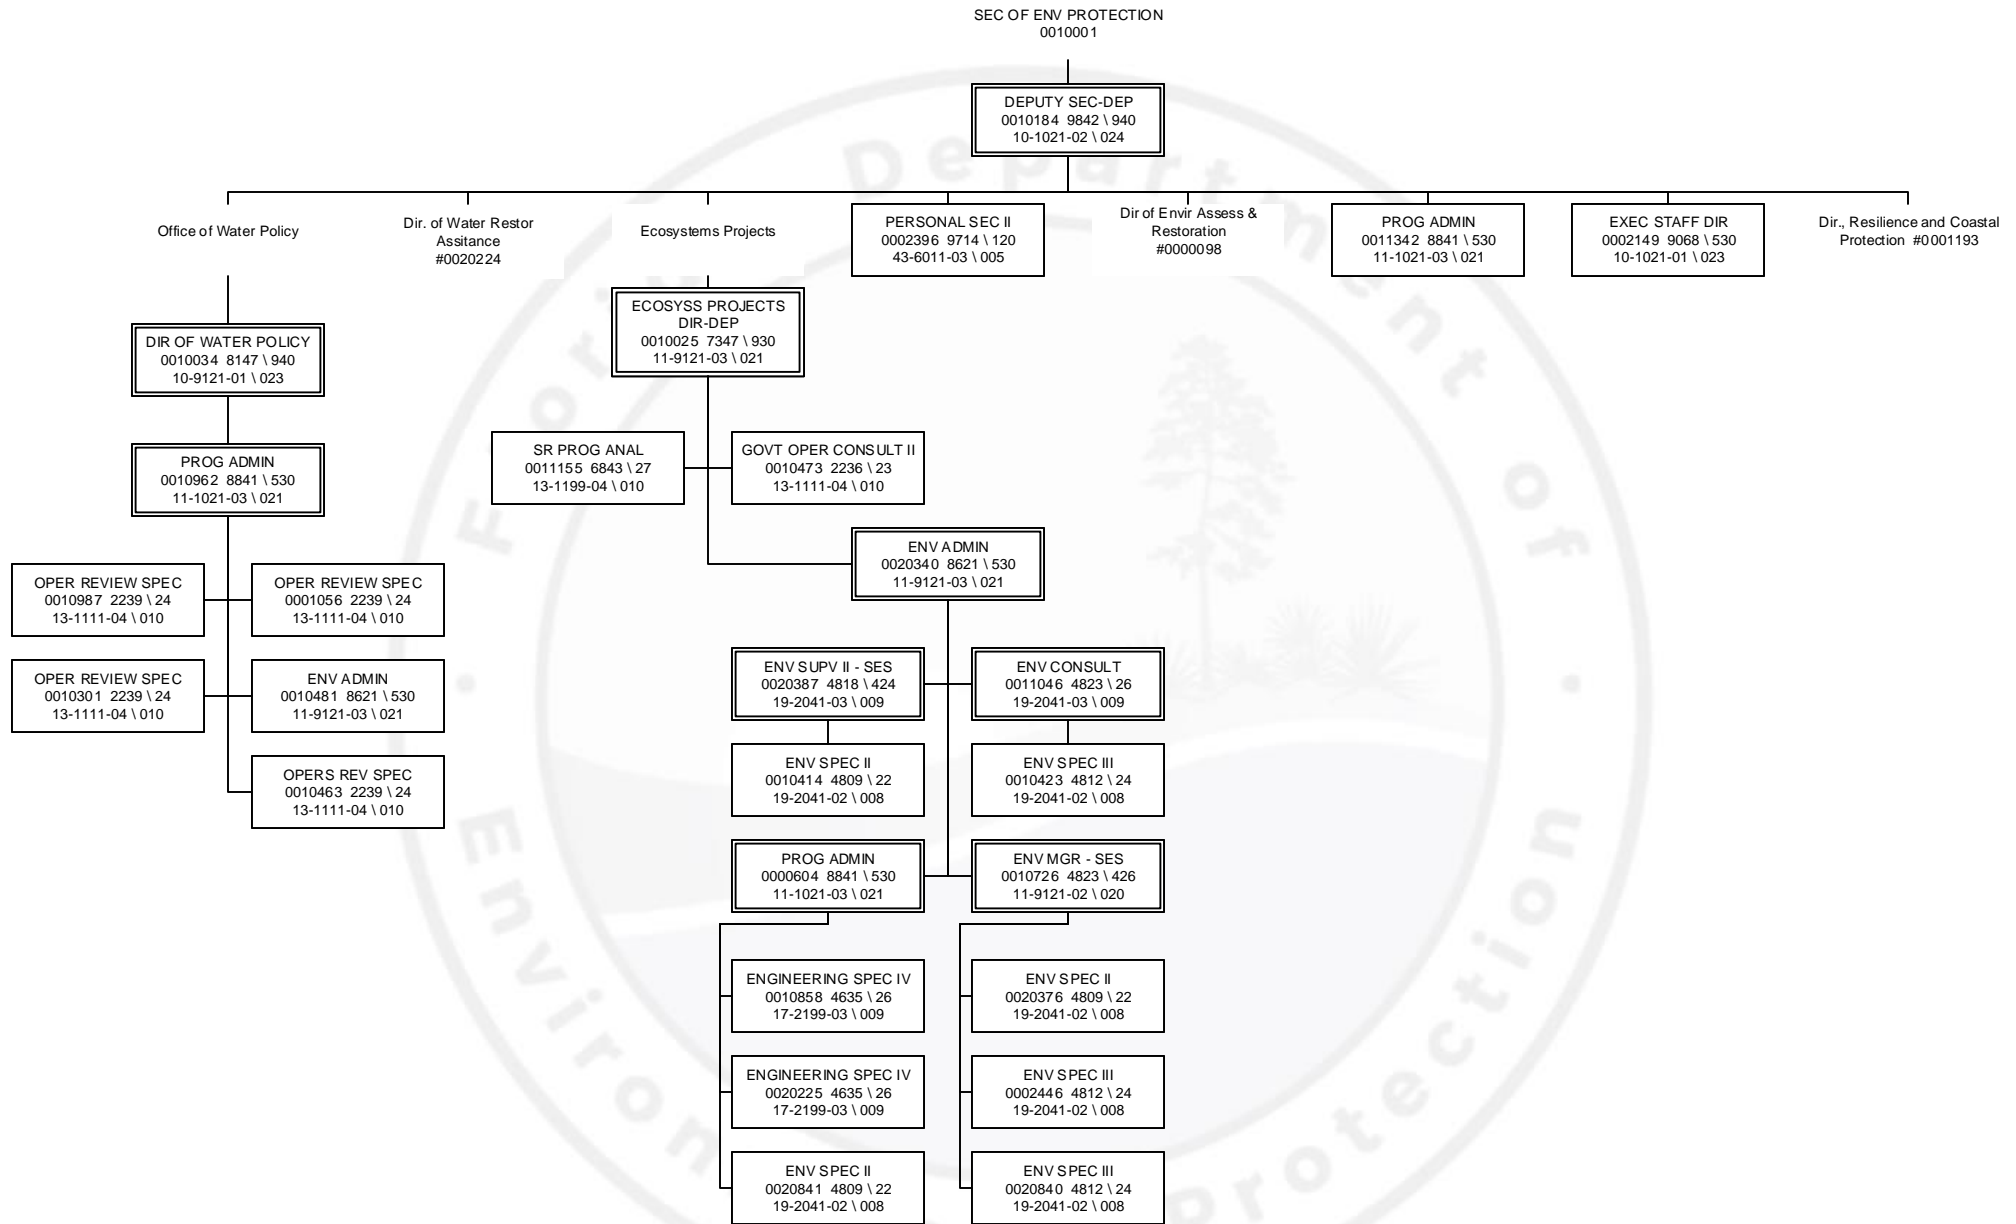 SEC OF ENV PROTECTION
0010001
DEPUTY SEC-DEP
0010184 9842 \ 940
10-1021-02 \ 024
Office of Water Policy
Dir. of Water Restor
Assitance
#0020224
Ecosystems Projects
PERSONAL SEC II
0002396 9714 \ 120
43-6011-03 \ 005
Dir of Envir Assess &
Restoration
#0000098
PROG ADMIN
0011342 8841 \ 530
11-1021-03 \ 021
EXEC STAFF DIR
0002149 9068 \ 530
10-1021-01 \ 023
Dir., Resilience and Coastal
Protection #0001193
DIR OF WATER POLICY
0010034 8147 \ 940
10-9121-01 \ 023
ECOSYSS PROJECTS
DIR-DEP
0010025 7347 \ 930
11-9121-03 \ 021
PROG ADMIN
0010962 8841 \ 530
11-1021-03 \ 021
SR PROG ANAL
0011155 6843 \ 27
13-1199-04 \ 010
GOVT OPER CONSULT II
0010473 2236 \ 23
13-1111-04 \ 010
ENV ADMIN
0020340 8621 \ 530
11-9121-03 \ 021
OPER REVIEW SPEC
0010987 2239 \ 24
13-1111-04 \ 010
OPER REVIEW SPEC
0001056 2239 \ 24
13-1111-04 \ 010
OPER REVIEW SPEC
0010301 2239 \ 24
13-1111-04 \ 010
ENV ADMIN
0010481 8621 \ 530
11-9121-03 \ 021
OPERS REV SPEC
0010463 2239 \ 24
13-1111-04 \ 010
ENV SUPV II - SES
0020387 4818 \ 424
19-2041-03 \ 009
ENV CONSULT
0011046 4823 \ 26
19-2041-03 \ 009
ENV SPEC II
0010414 4809 \ 22
19-2041-02 \ 008
ENV SPEC III
0010423 4812 \ 24
19-2041-02 \ 008
PROG ADMIN
0000604 8841 \ 530
11-1021-03 \ 021
ENV MGR - SES
0010726 4823 \ 426
11-9121-02 \ 020
ENGINEERING SPEC IV
0010858 4635 \ 26
17-2199-03 \ 009
ENV SPEC II
0020376 4809 \ 22
19-2041-02 \ 008
ENGINEERING SPEC IV
0020225 4635 \ 26
17-2199-03 \ 009
ENV SPEC III
0002446 4812 \ 24
19-2041-02 \ 008
ENV SPEC II
0020841 4809 \ 22
19-2041-02 \ 008
ENV SPEC III
0020840 4812 \ 24
19-2041-02 \ 008
Department of
Protection